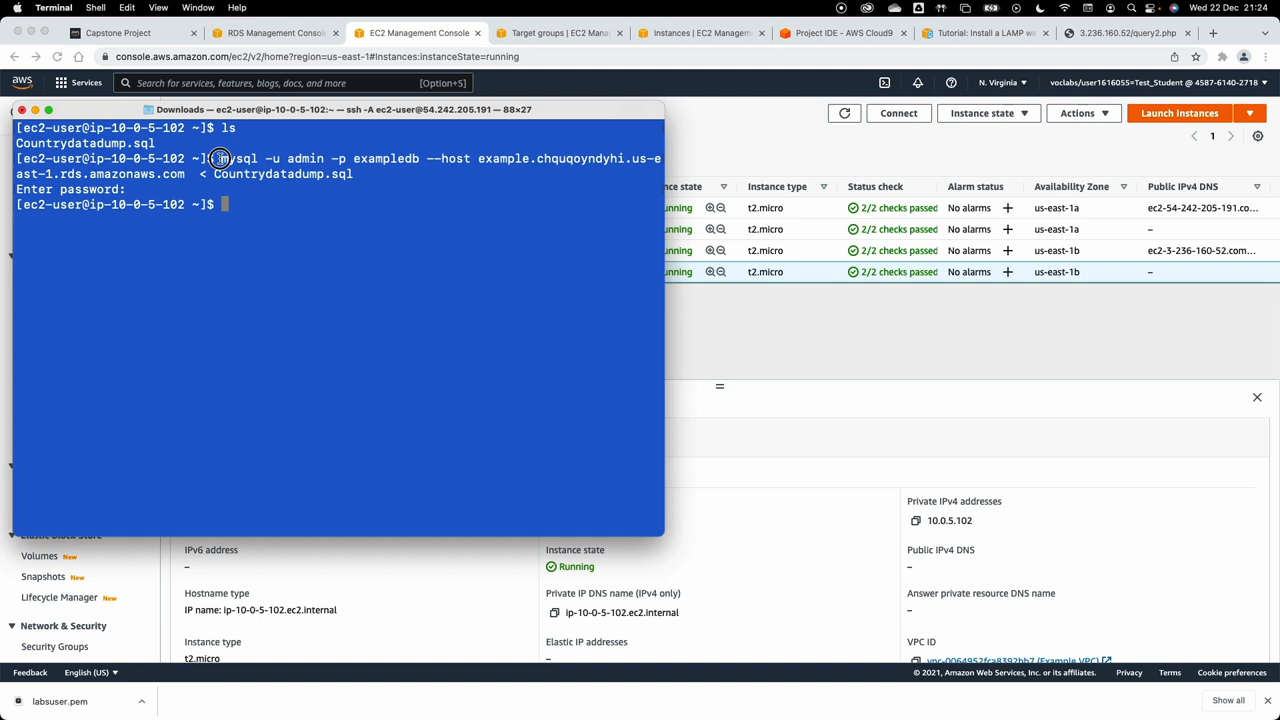 Terminal Shell Edit View Window Help Wed 22 Dec 21:24
Capstone Project × RDS Management Consol × EC2 Management Console × Target groups | EC2 Mana × Instances | EC2 Managem × Project IDE - AWS Cloud9 × Tutorial: Install a LAMP we × 3.236.160.52/query2.php × +
console.aws.amazon.com/ec2/v2/home?region=us-east-1#Instances:instanceState=running
aws Services Search for services, features, blogs, docs, and more [Option+S] N. Virginia voclabs/user1616055=Test_Student @ 4587-6140-2718
Downloads — ec2-user@ip-10-0-5-102:~ — ssh -A ec2-user@54.242.205.191 — 88×27
[ec2-user@ip-10-0-5-102 ~]$ ls
Countrydatadump.sql
[ec2-user@ip-10-0-5-102 ~]$ mysql -u admin -p exampledb --host example.chquqoyndyhi.us-e
ast-1.rds.amazonaws.com < Countrydatadump.sql
Enter password:
[ec2-user@ip-10-0-5-102 ~]$
Connect Instance state Actions Launch instances
1
state Instance type Status check Alarm status Availability Zone Public IPv4 DNS
nning t2.micro 2/2 checks passed No alarms + us-east-1a ec2-54-242-205-191.co...
nning t2.micro 2/2 checks passed No alarms + us-east-1a –
nning t2.micro 2/2 checks passed No alarms + us-east-1b ec2-3-236-160-52.com...
nning t2.micro 2/2 checks passed No alarms + us-east-1b –
Private IPv4 addresses
10.0.5.102
Volumes New
Snapshots New
Lifecycle Manager New
Network & Security
Security Groups
IPv6 address
–
Instance state
Running
Public IPv4 DNS
–
Hostname type
IP name: ip-10-0-5-102.ec2.internal
Private IP DNS name (IPv4 only)
ip-10-0-5-102.ec2.internal
Answer private resource DNS name
–
Instance type
t2.micro
Elastic IP addresses
–
VPC ID
vpc-0064952fca8392bb7 (Example VPC)
Feedback English (US) © 2021, Amazon Web Services, Inc. or its affiliates. Privacy Terms Cookie preferences
labsuser.pem Show all